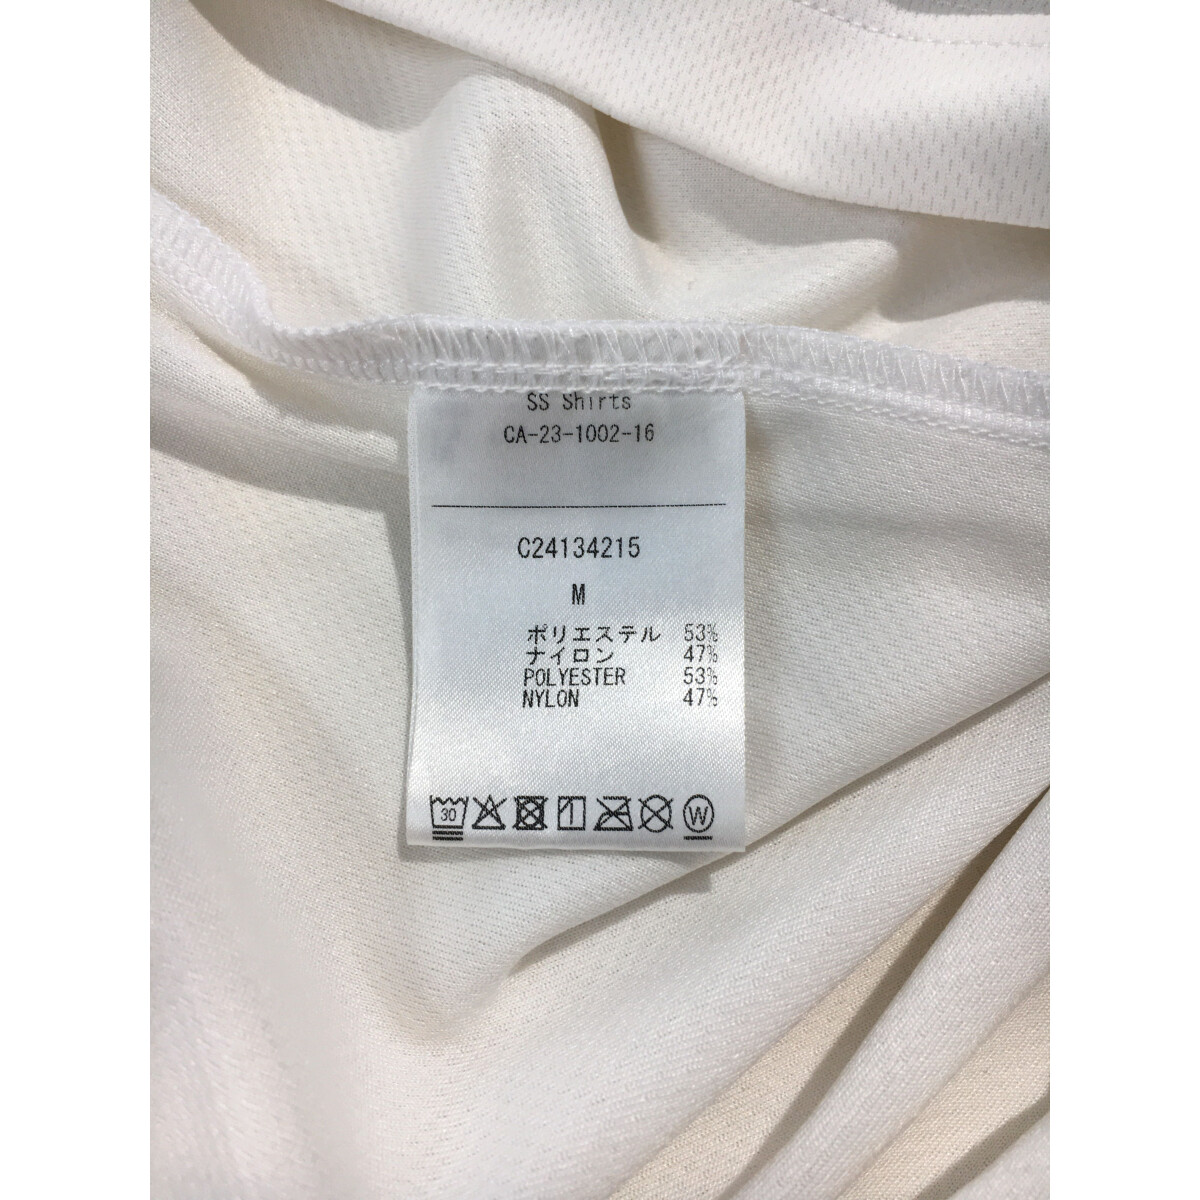 SS Shirts
CA-23-1002-16
C24134215
M
ポリエステル 53%
ナイロン 47%
POLYESTER 53%
NYLON 47%
30 W